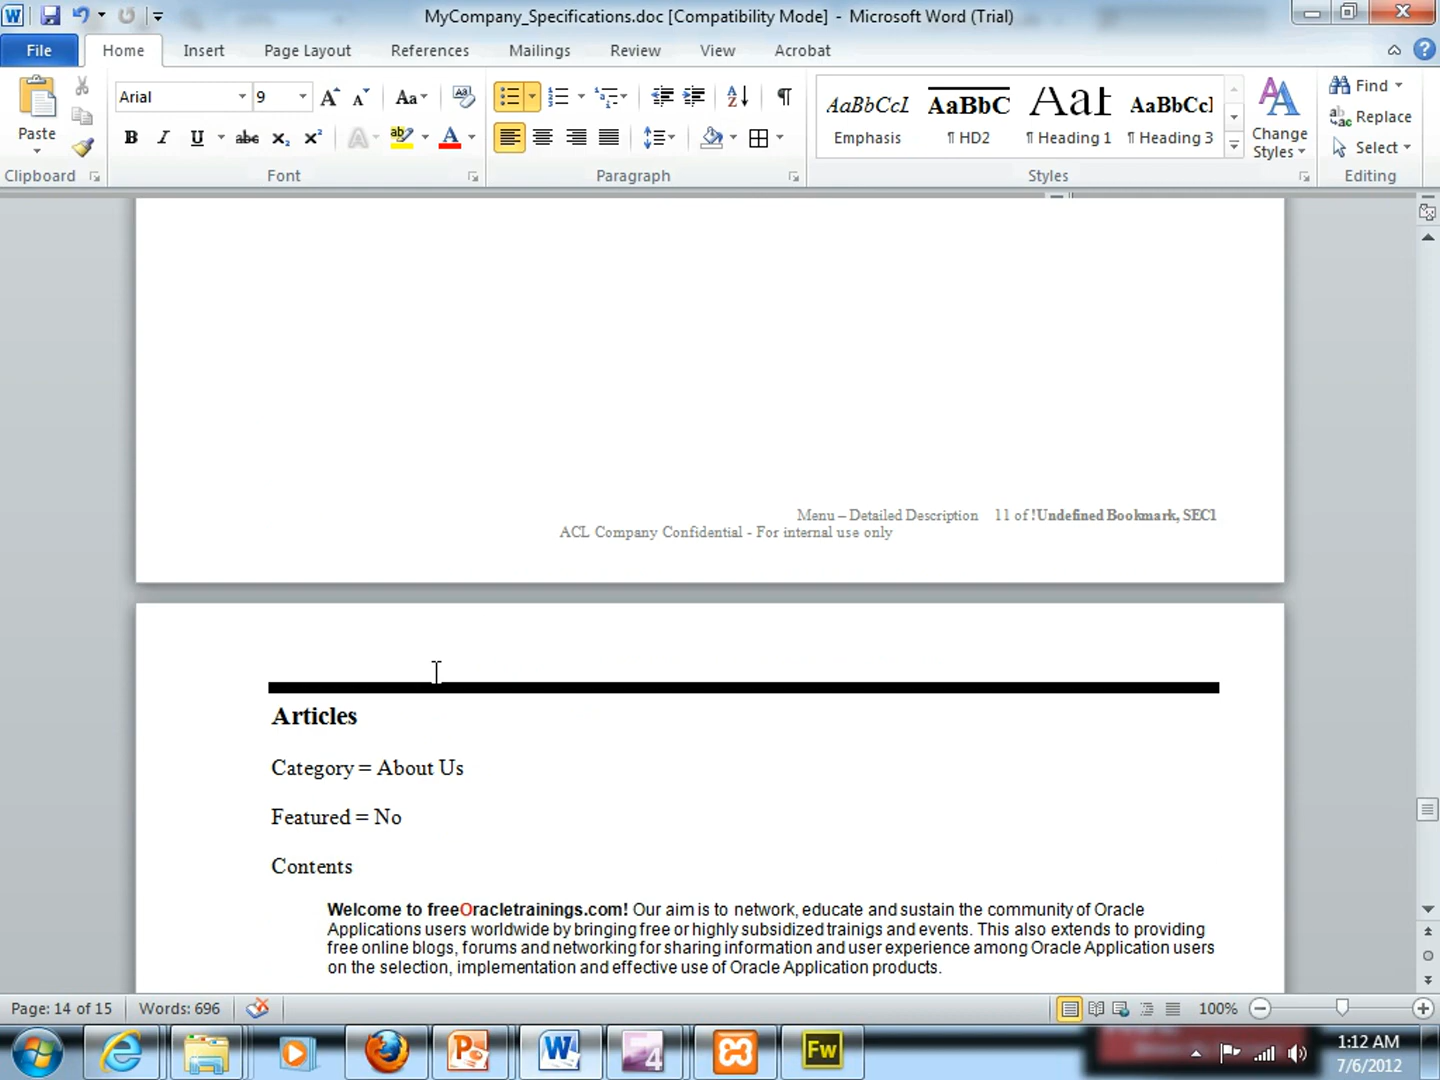 MyCompany_Specifications.doc [Compatibility Mode] - Microsoft Word (Trial)
File Home Insert Page Layout References Mailings Review View Acrobat
Paste
Clipboard
Arial 9
Font
Paragraph
AaBbCcL AaBbC AaI AaBbCcl
Emphasis ¶ HD2 ¶ Heading 1 ¶ Heading 3
Styles
Change Styles
Find
Replace
Select
Editing
Menu – Detailed Description 11 of !Undefined Bookmark, SEC1
ACL Company Confidential - For internal use only
Articles
Category = About Us
Featured = No
Contents
Welcome to freeOracletrainings.com! Our aim is to network, educate and sustain the community of Oracle
Applications users worldwide by bringing free or highly subsidized trainigs and events. This also extends to providing
free online blogs, forums and networking for sharing information and user experience among Oracle Application users
on the selection, implementation and effective use of Oracle Application products.
Page: 14 of 15 Words: 696 100%
1:12 AM
7/6/2012